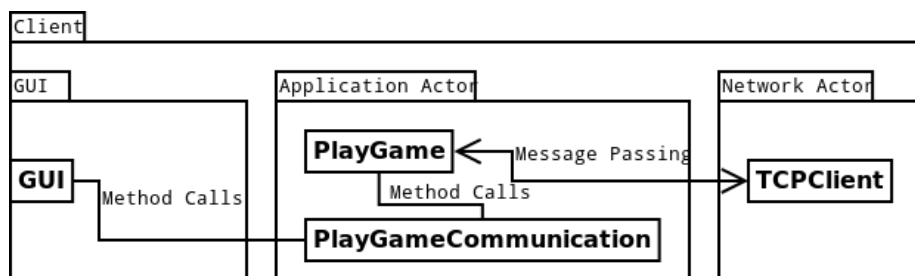 Client
GUI
Application Actor
Network Actor
PlayGame
Message Passing
GUI
TCPClient
Method Calls
Method Calls
PlayGameCommunication